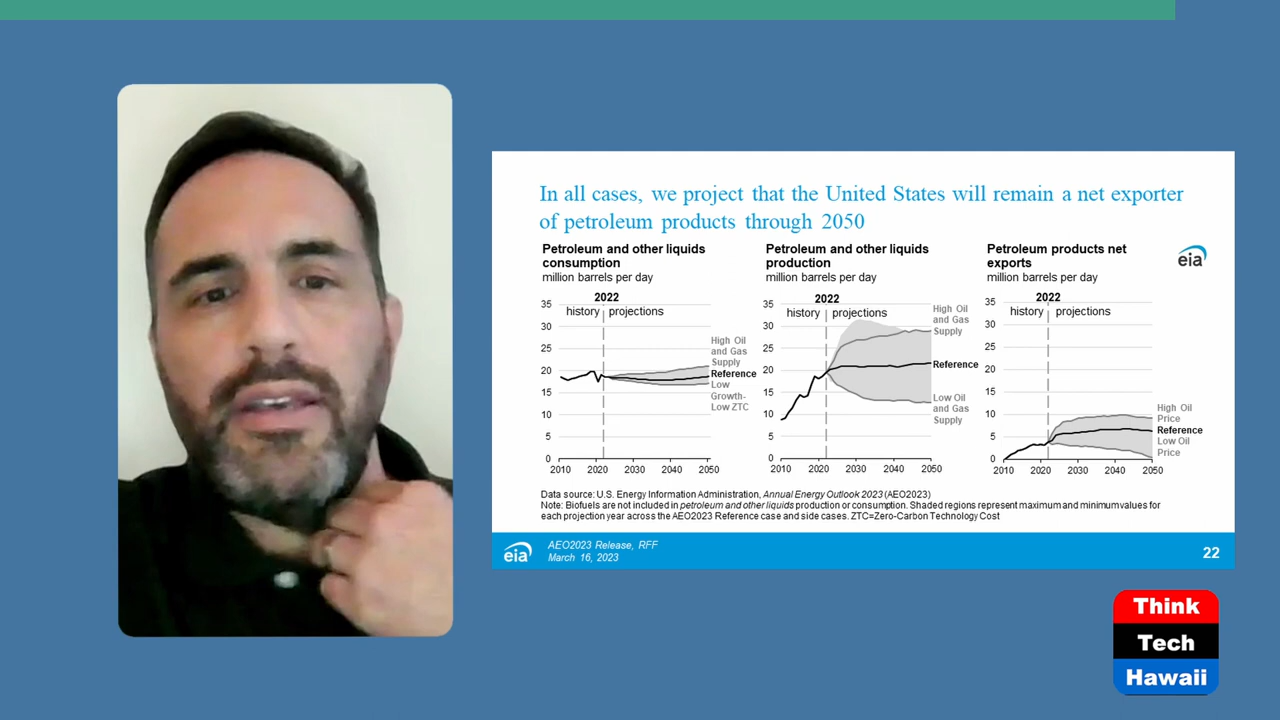 In all cases, we project that the United States will remain a net exporter
of petroleum products through 2050
Petroleum and other liquids
consumption
million barrels per day
2022
history projections
35
30
25
20
15
10
5
0
2010 2020 2030 2040 2050
High Oil
and Gas
Supply
Reference
Low
Growth-
Low ZTC
Petroleum and other liquids
production
million barrels per day
2022
history projections
35
30
25
20
15
10
5
0
2010 2020 2030 2040 2050
High Oil
and Gas
Supply
Reference
Low Oil
and Gas
Supply
Petroleum products net
exports
million barrels per day
eia
2022
history projections
35
30
25
20
15
10
5
0
2010 2020 2030 2040 2050
High Oil
Price
Reference
Low Oil
Price
Data source: U.S. Energy Information Administration, Annual Energy Outlook 2023 (AEO2023)
Note: Biofuels are not included in petroleum and other liquids production or consumption. Shaded regions represent maximum and minimum values for
each projection year across the AEO2023 Reference case and side cases. ZTC=Zero-Carbon Technology Cost
eia
AEO2023 Release, RFF
March 16, 2023
22
Think
Tech
Hawaii